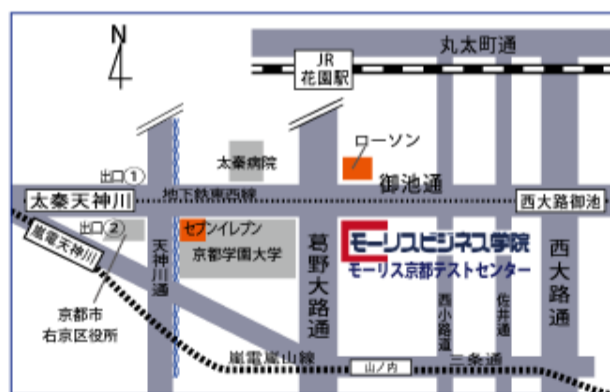 N
丸太町通
JR
花園駅
ローソン
太秦病院
出口①
御池通
地下鉄東西線
太秦天神川
西大路御池
出口②
セブンイレブン
京都学園大学
嵐電天神川
天神川通
葛野大路通
モーリスビジネス学院
モーリス京都テストセンター
西大路通
西小路通
佐井通
京都市
右京区役所
嵐電嵐山線
山ノ内
三条通